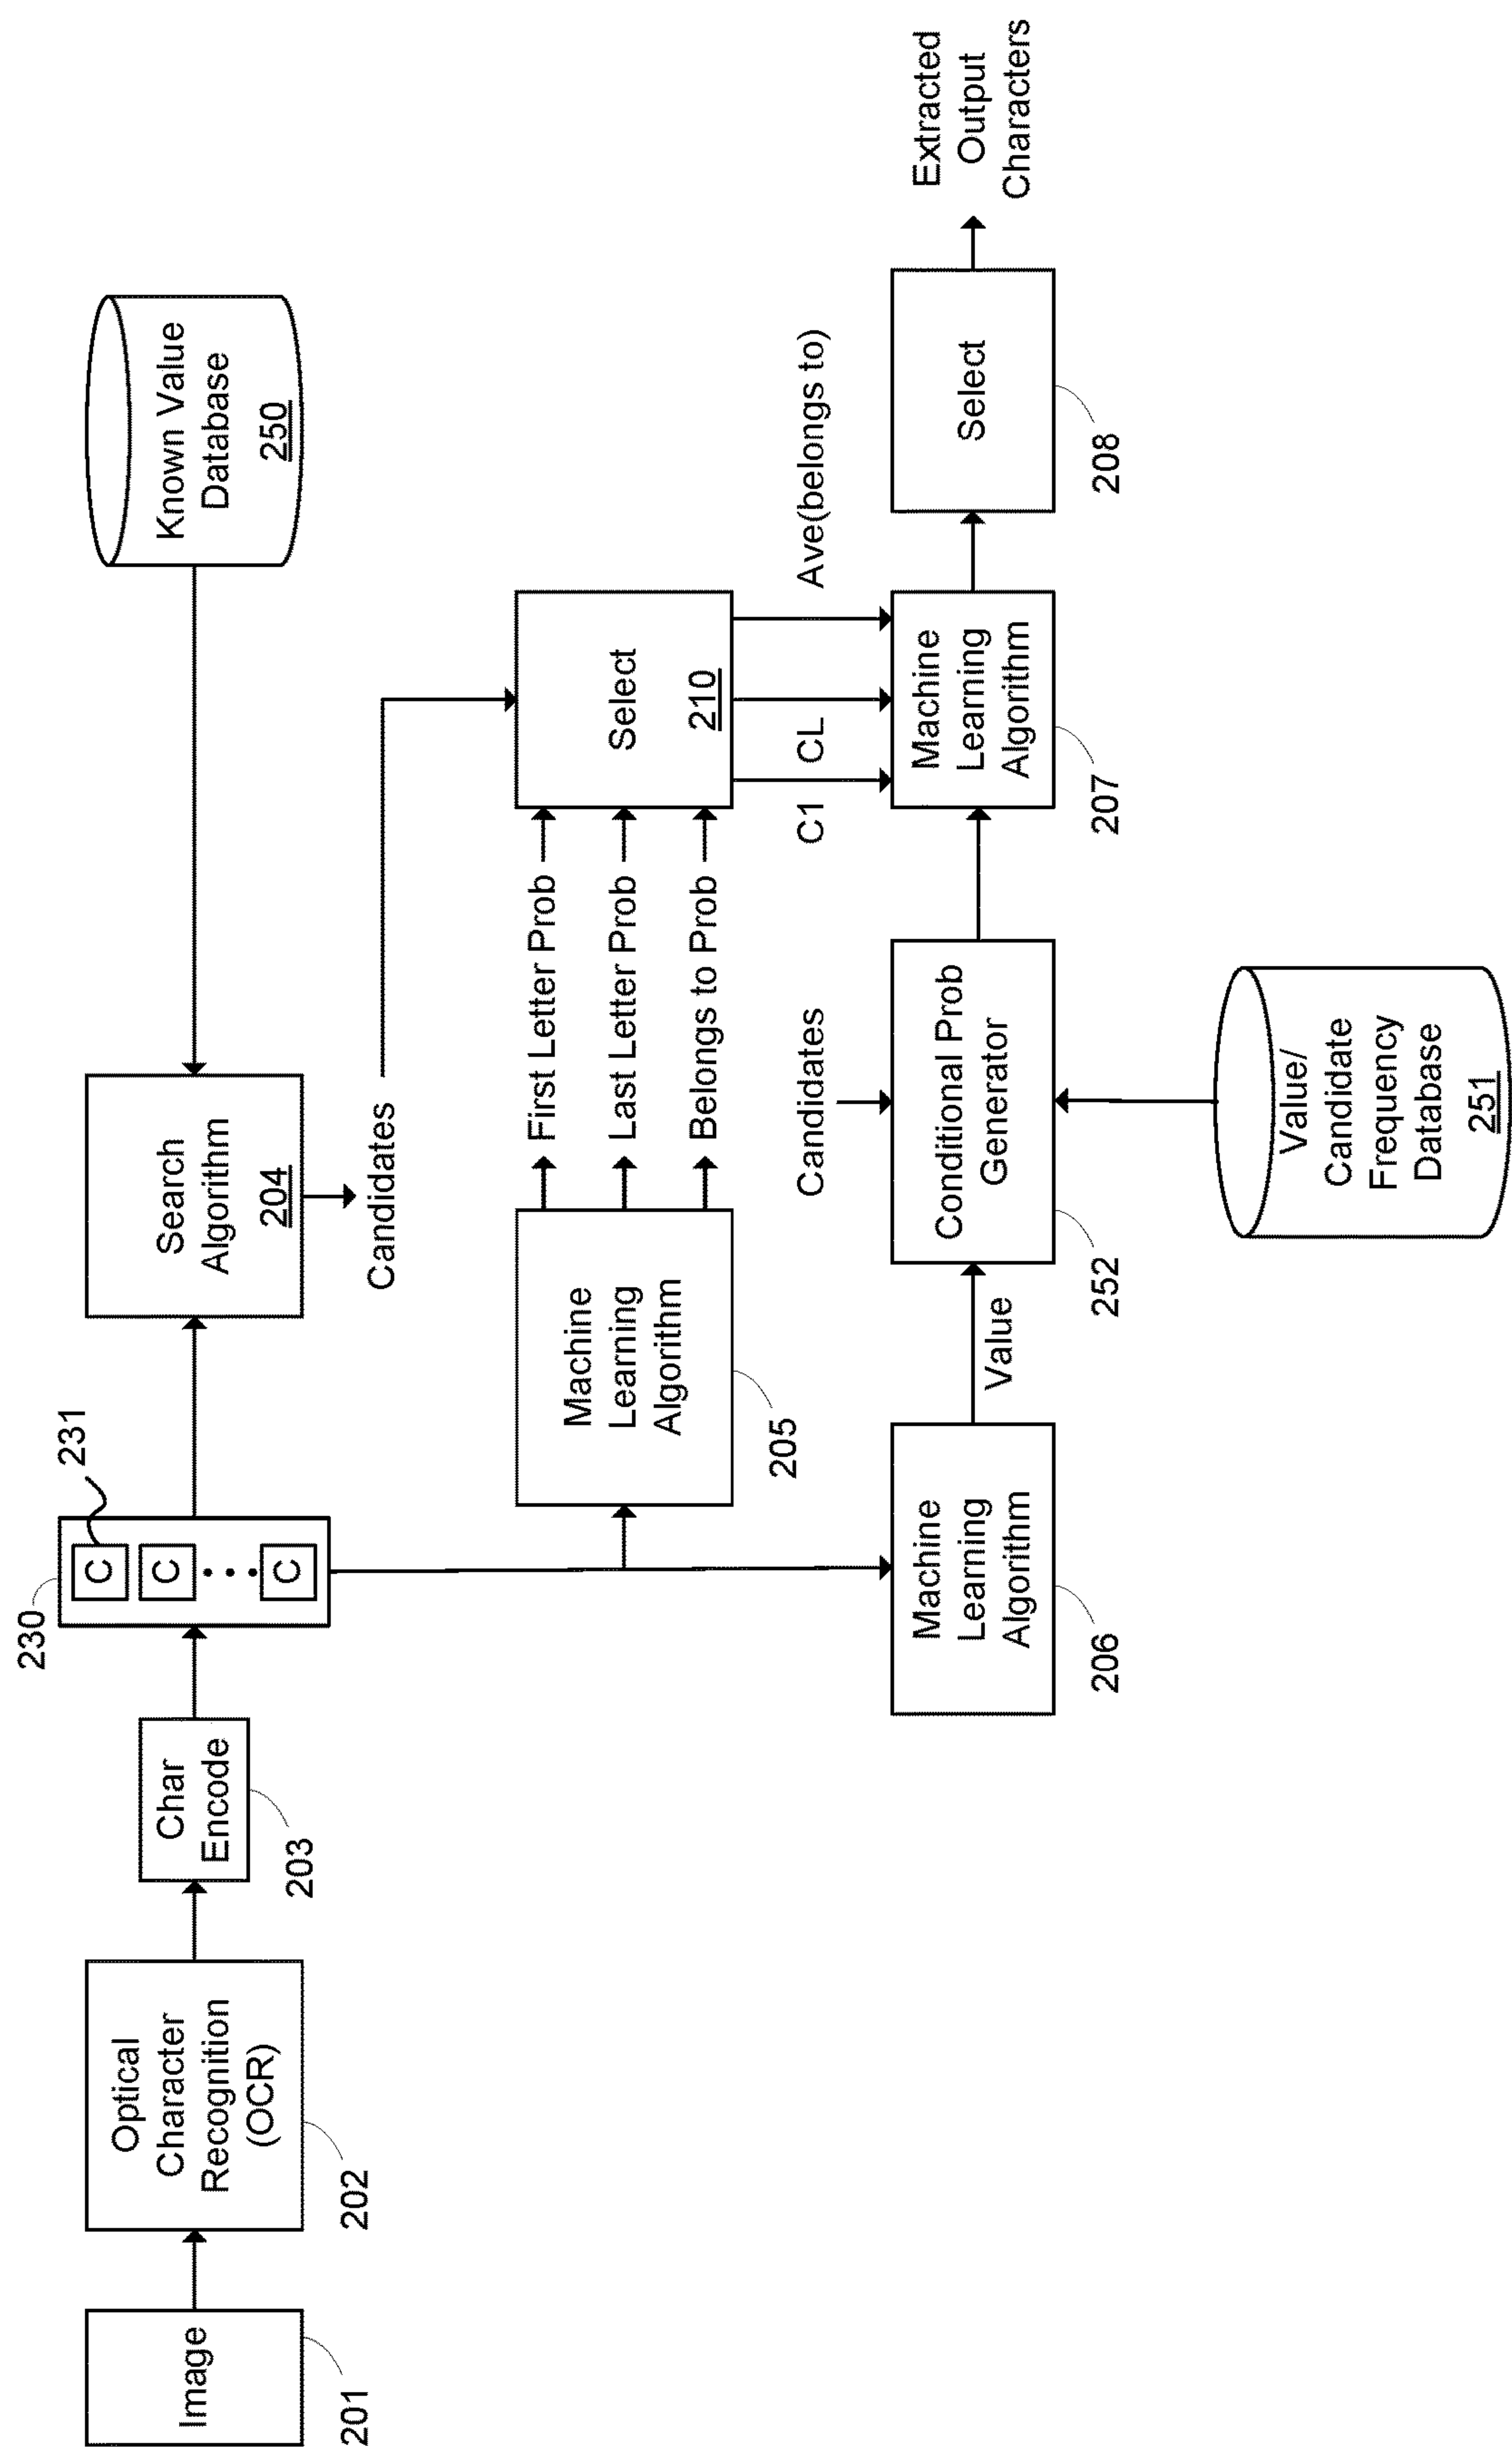 Image
201
Optical
Character
Recognition
(OCR)
202
Char
Encode
203
230
C
C
C
231
Search
Algorithm
204
Known Value
Database
250
Candidates
Machine
Learning
Algorithm
205
First Letter Prob
Last Letter Prob
Belongs to Prob
Select
210
C1
CL
Ave(belongs to)
Machine
Learning
Algorithm
206
Value
Candidates
Conditional Prob
Generator
252
Value/
Candidate
Frequency
Database
251
Machine
Learning
Algorithm
207
Select
208
Extracted
Output
Characters